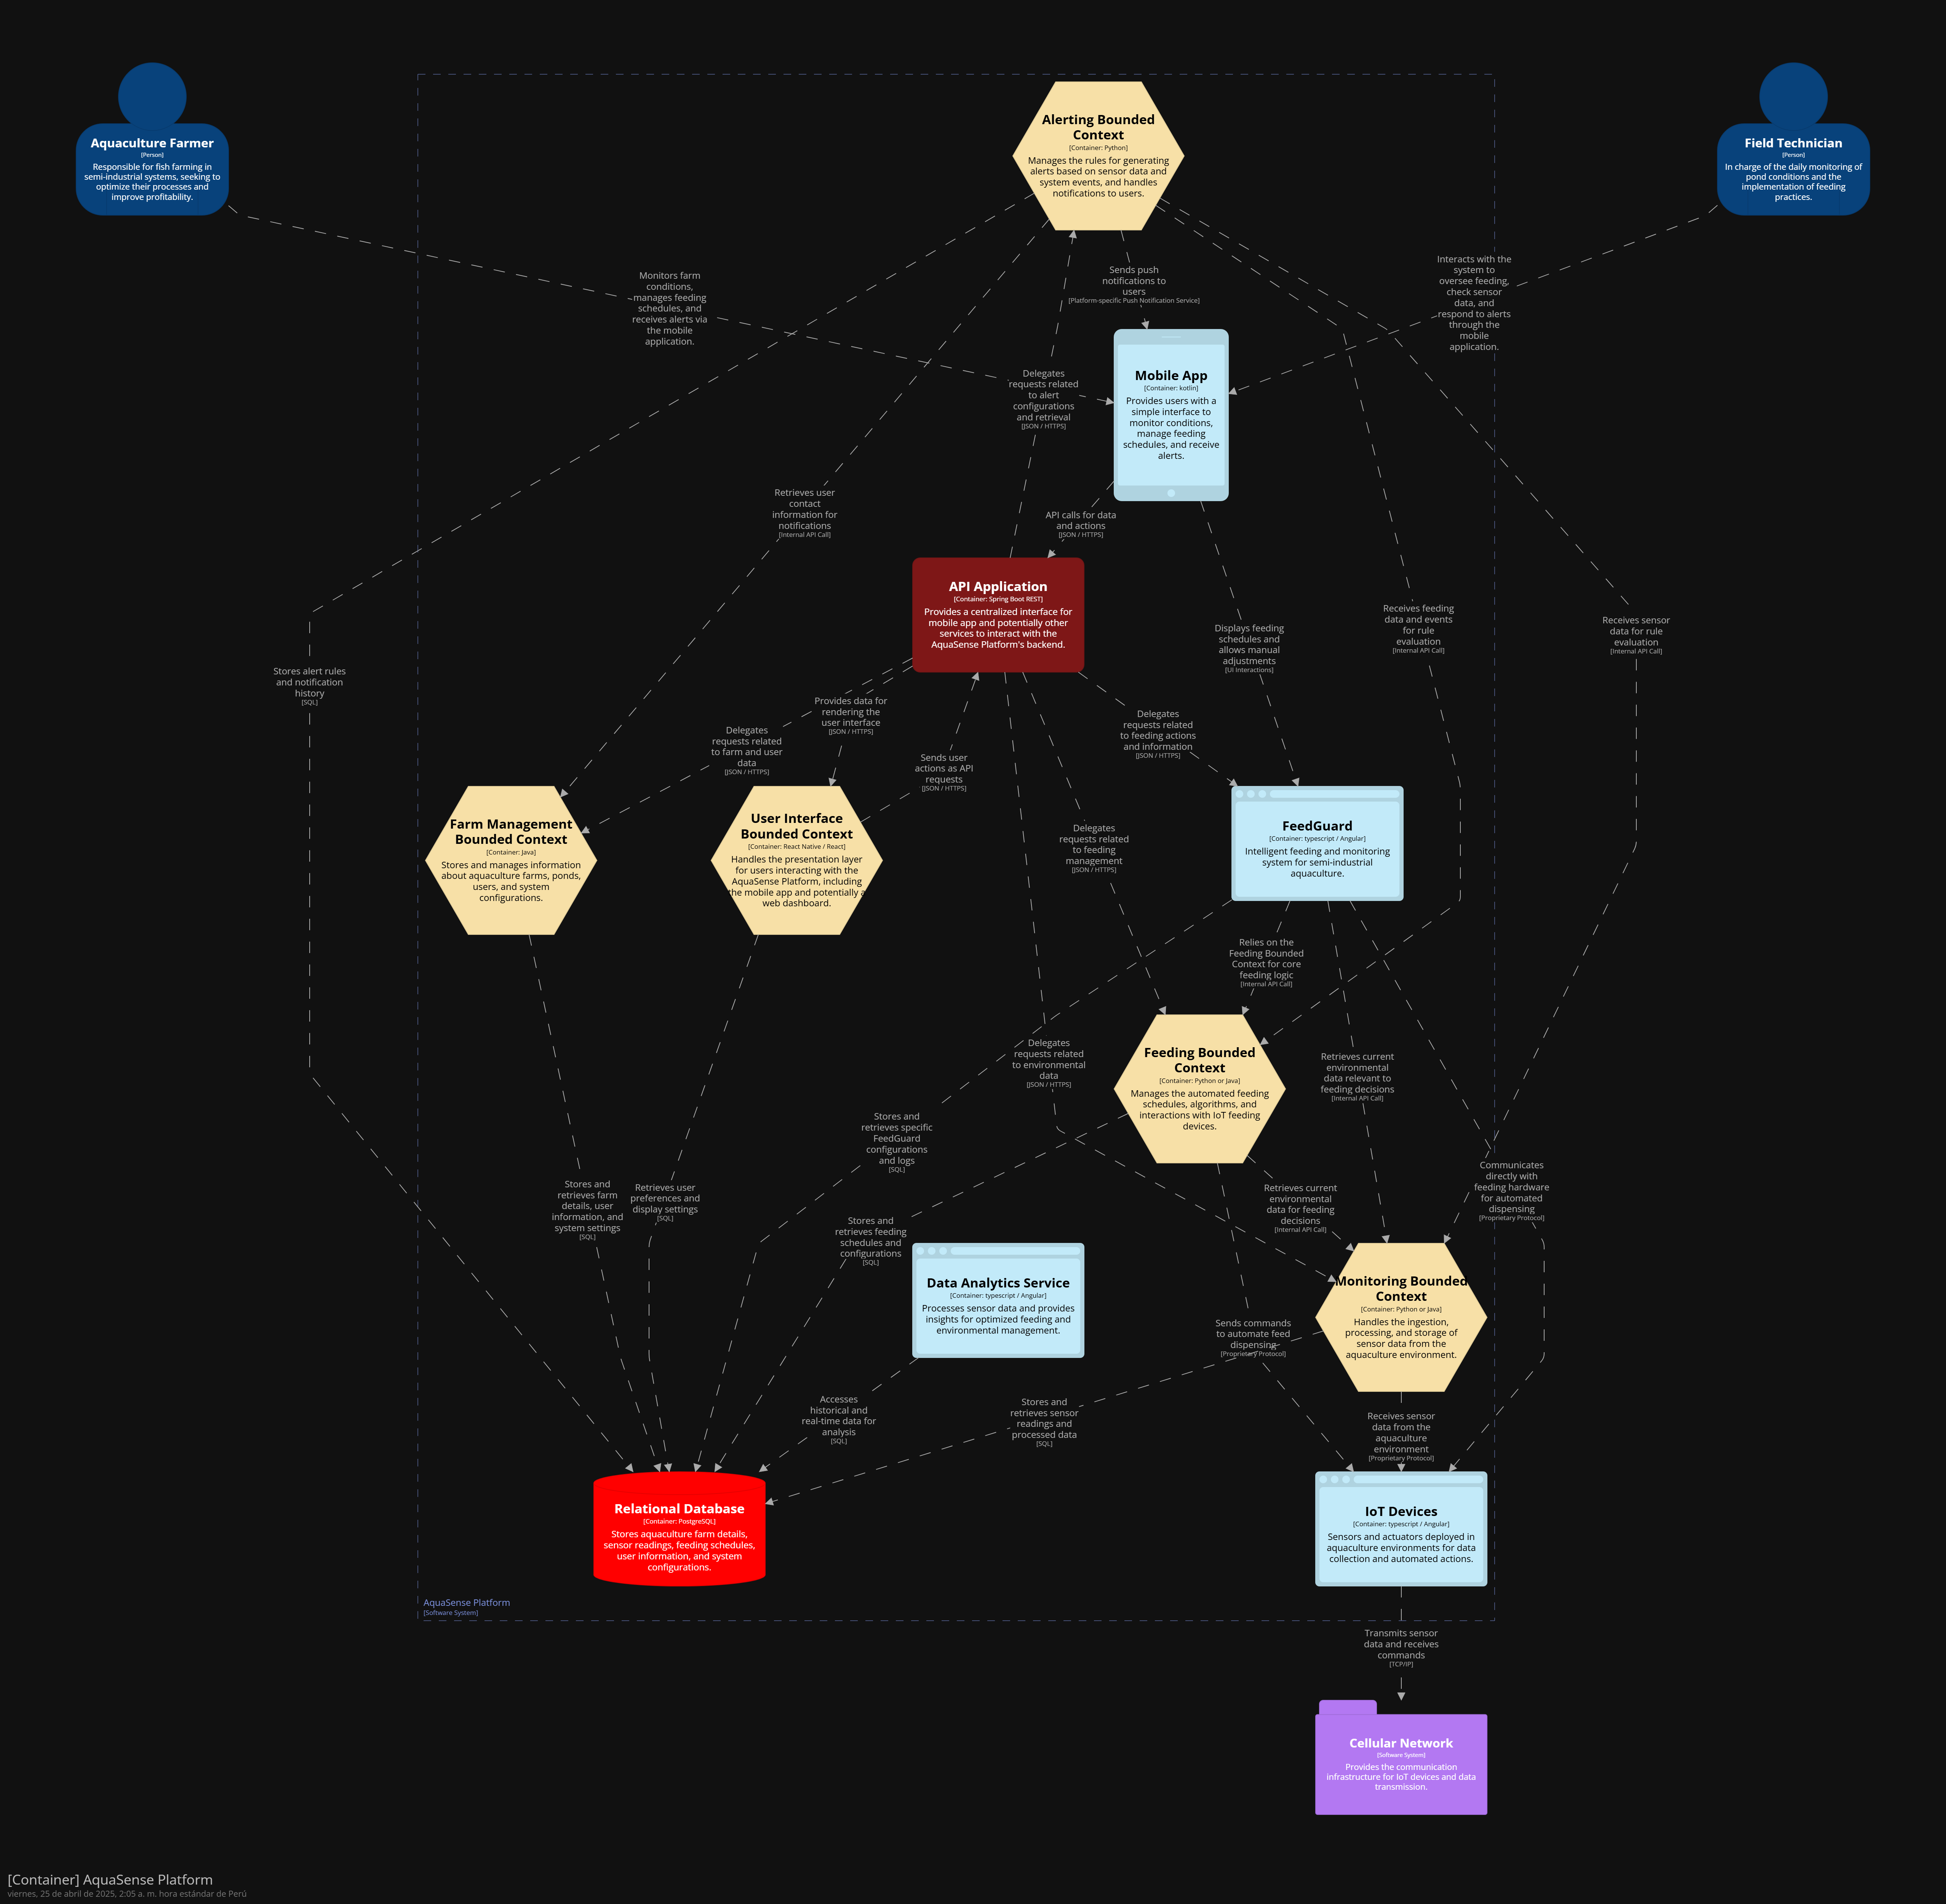 Aquaculture Farmer
[Person]
Responsible for fish farming in
semi-industrial systems, seeking to
optimize their processes and
improve profitability.
Alerting Bounded
Context
[Container: Python]
Manages the rules for generating
alerts based on sensor data and
system events, and handles
notifications to users.
Field Technician
[Person]
In charge of the daily monitoring of
pond conditions and the
implementation of feeding
practices.
Monitors farm
conditions,
manages feeding
schedules, and
receives alerts via
the mobile
application.
Sends push
notifications to
users
[Platform-specific Push Notification Service]
Interacts with the
system to
oversee feeding,
check sensor
data, and
respond to alerts
through the
mobile
application.
Delegates
requests related
to alert
configurations
and retrieval
[JSON / HTTPS]
Mobile App
[Container: kotlin]
Provides users with a
simple interface to
monitor conditions,
manage feeding
schedules, and receive
alerts.
Retrieves user
contact
information for
notifications
[Internal API Call]
API calls for data
and actions
[JSON / HTTPS]
API Application
[Container: Spring Boot REST]
Provides a centralized interface for
mobile app and potentially other
services to interact with the
AquaSense Platform's backend.
Displays feeding
schedules and
allows manual
adjustments
[UI Interactions]
Receives feeding
data and events
for rule
evaluation
[Internal API Call]
Receives sensor
data for rule
evaluation
[Internal API Call]
Stores alert rules
and notification
history
[SQL]
Delegates
requests related
to farm and user
data
[JSON / HTTPS]
Provides data for
rendering the
user interface
[JSON / HTTPS]
Sends user
actions as API
requests
[JSON / HTTPS]
Delegates
requests related
to feeding actions
and information
[JSON / HTTPS]
Farm Management
Bounded Context
[Container: Java]
Stores and manages information
about aquaculture farms, ponds,
users, and system
configurations.
User Interface
Bounded Context
[Container: React Native / React]
Handles the presentation layer
for users interacting with the
AquaSense Platform, including
the mobile app and potentially a
web dashboard.
Delegates
requests related
to feeding
management
[JSON / HTTPS]
FeedGuard
[Container: typescript / Angular]
Intelligent feeding and monitoring
system for semi-industrial
aquaculture.
Relies on the
Feeding Bounded
Context for core
feeding logic
[Internal API Call]
Delegates
requests related
to environmental
data
[JSON / HTTPS]
Feeding Bounded
Context
[Container: Python or Java]
Manages the automated feeding
schedules, algorithms, and
interactions with IoT feeding
devices.
Retrieves current
environmental
data relevant to
feeding decisions
[Internal API Call]
Stores and
retrieves specific
FeedGuard
configurations
and logs
[SQL]
Communicates
directly with
feeding hardware
for automated
dispensing
[Proprietary Protocol]
Stores and
retrieves farm
details, user
information, and
system settings
[SQL]
Retrieves user
preferences and
display settings
[SQL]
Stores and
retrieves feeding
schedules and
configurations
[SQL]
Retrieves current
environmental
data for feeding
decisions
[Internal API Call]
Data Analytics Service
[Container: typescript / Angular]
Processes sensor data and provides
insights for optimized feeding and
environmental management.
Sends commands
to automate feed
dispensing
[Proprietary Protocol]
Monitoring Bounded
Context
[Container: Python or Java]
Handles the ingestion,
processing, and storage of
sensor data from the
aquaculture environment.
Accesses
historical and
real-time data for
analysis
[SQL]
Stores and
retrieves sensor
readings and
processed data
[SQL]
Receives sensor
data from the
aquaculture
environment
[Proprietary Protocol]
Relational Database
[Container: PostgreSQL]
Stores aquaculture farm details,
sensor readings, feeding schedules,
user information, and system
configurations.
IoT Devices
[Container: typescript / Angular]
Sensors and actuators deployed in
aquaculture environments for data
collection and automated actions.
AquaSense Platform
[Software System]
Transmits sensor
data and receives
commands
[TCP/IP]
Cellular Network
[Software System]
Provides the communication
infrastructure for IoT devices and data
transmission.
[Container] AquaSense Platform
viernes, 25 de abril de 2025, 2:05 a. m. hora estándar de Perú